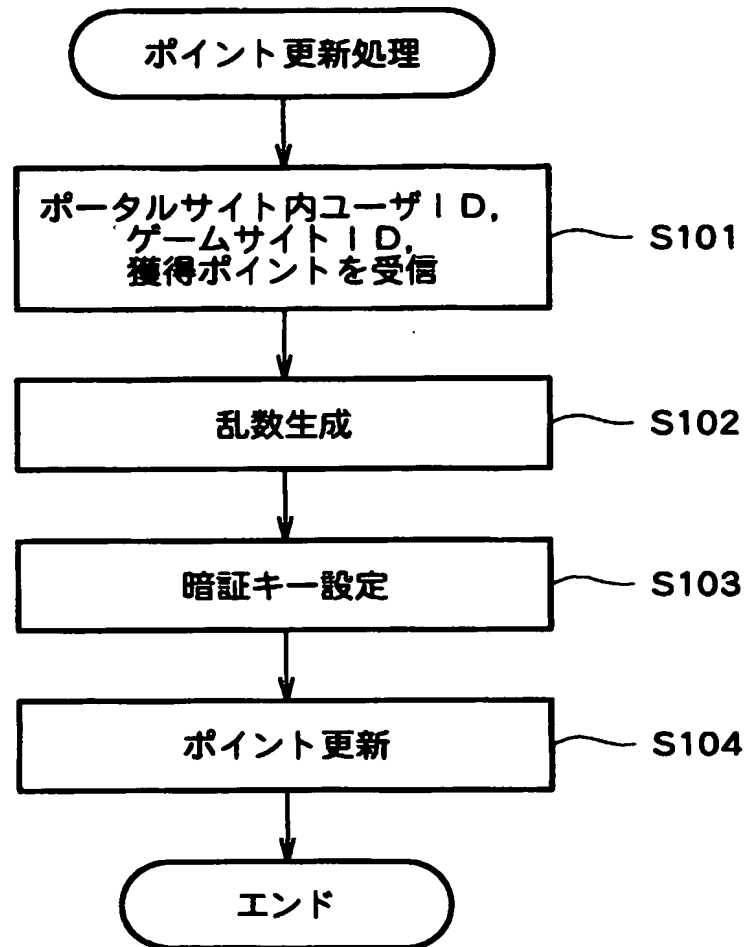 ポイント更新処理
ポータルサイト内ユーザID,
ゲームサイトID,
獲得ポイントを受信
S101
乱数生成
S102
暗証キー設定
S103
ポイント更新
S104
エンド